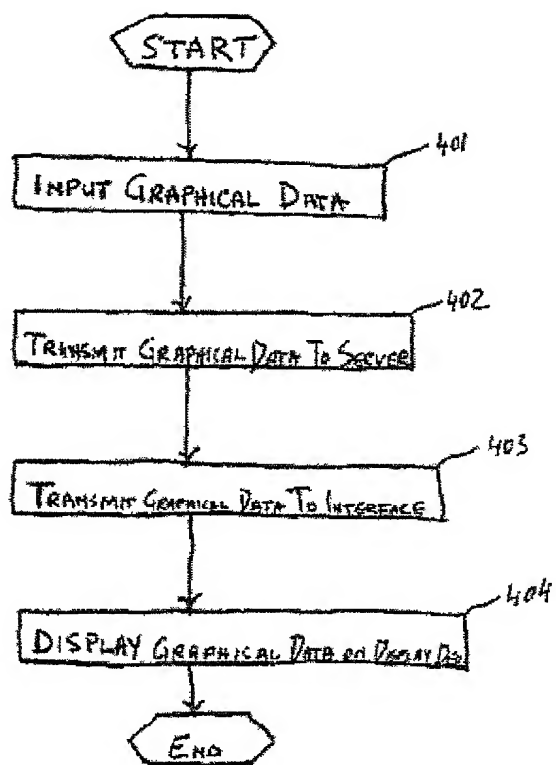 START
401
INPUT GRAPHICAL DATA
402
TRANSMIT GRAPHICAL DATA TO SERVER
403
TRANSMIT GRAPHICAL DATA TO INTERFACE
404
DISPLAY GRAPHICAL DATA ON DISPLAY
END